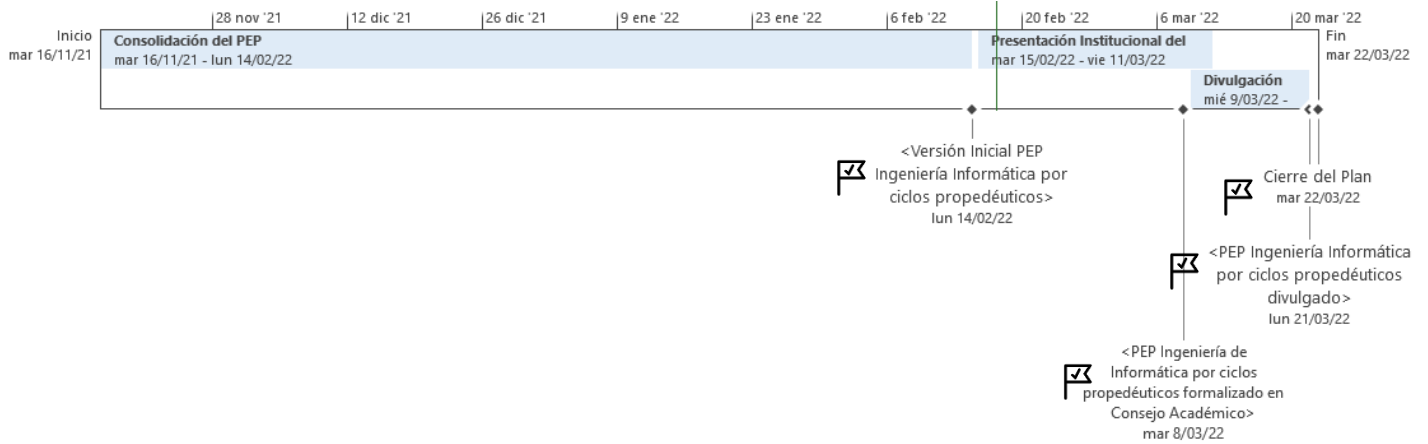 28 nov '21
12 dic '21
26 dic '21
9 ene '22
23 ene '22
6 feb '22
20 feb '22
6 mar '22
20 mar '22
Inicio
mar 16/11/21
Consolidación del PEP
mar 16/11/21 - lun 14/02/22
Presentación Institucional del
mar 15/02/22 - vie 11/03/22
Fin
mar 22/03/22
Divulgación
mié 9/03/22 -
<Versión Inicial PEP
Ingeniería Informática por
ciclos propedéuticos>
lun 14/02/22
Cierre del Plan
mar 22/03/22
<PEP Ingeniería Informática
por ciclos propedéuticos
divulgado>
lun 21/03/22
<PEP Ingeniería de
Informática por ciclos
propedéuticos formalizado en
Consejo Académico>
mar 8/03/22